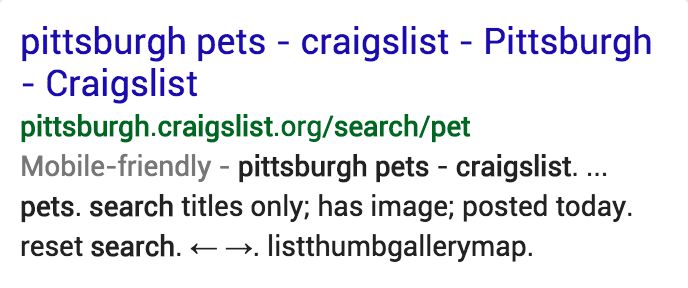 pittsburgh pets - craigslist - Pittsburgh
- Craigslist
pittsburgh.craigslist.org/search/pet
Mobile-friendly - pittsburgh pets - craigslist. ...
pets. search titles only; has image; posted today.
reset search. ← →. listthumbgallerymap.